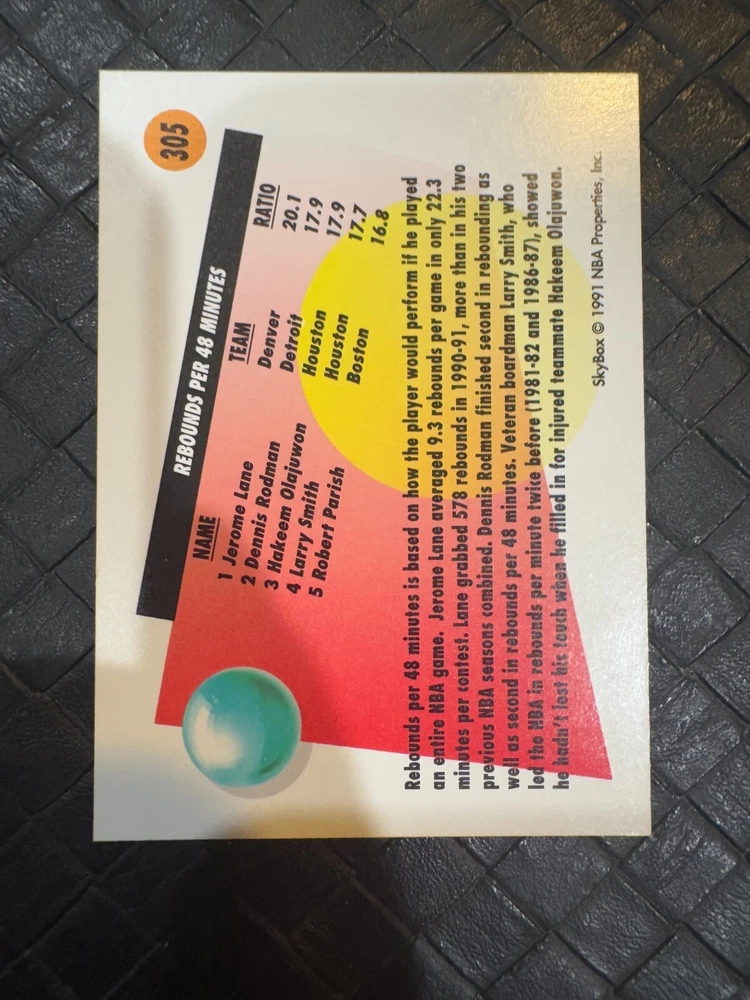 305
REBOUNDS PER 48 MINUTES
NAME TEAM RATIO
1 Jerome Lane Denver 20.1
2 Dennis Rodman Detroit 17.9
3 Hakeem Olajuwon Houston 17.9
4 Larry Smith Houston 17.7
5 Robert Parish Boston 16.8
Rebounds per 48 minutes is based on how the player would perform if he played
an entire NBA game. Jerome Lane averaged 9.3 rebounds per game in only 22.3
minutes per contest. Lane grabbed 578 rebounds in 1990-91, more than in his two
previous NBA seasons combined. Dennis Rodman finished second in rebounding as
well as second in rebounds per 48 minutes. Veteran boardman Larry Smith, who
led the NBA in rebounds per minute twice before (1981-82 and 1986-87), showed
he hadn't lost his touch when he filled in for injured teammate Hakeem Olajuwon.
SkyBox © 1991 NBA Properties, Inc.